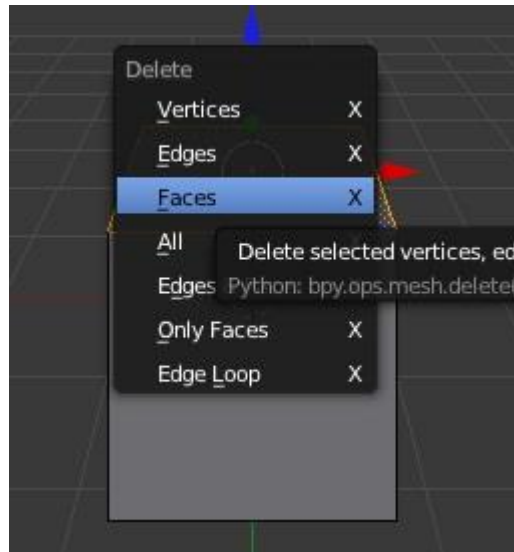 Delete
Vertices X
Edges X
Faces X
All
Delete selected vertices, ed
Edges
Python: bpy.ops.mesh.delete(
Only Faces X
Edge Loop X